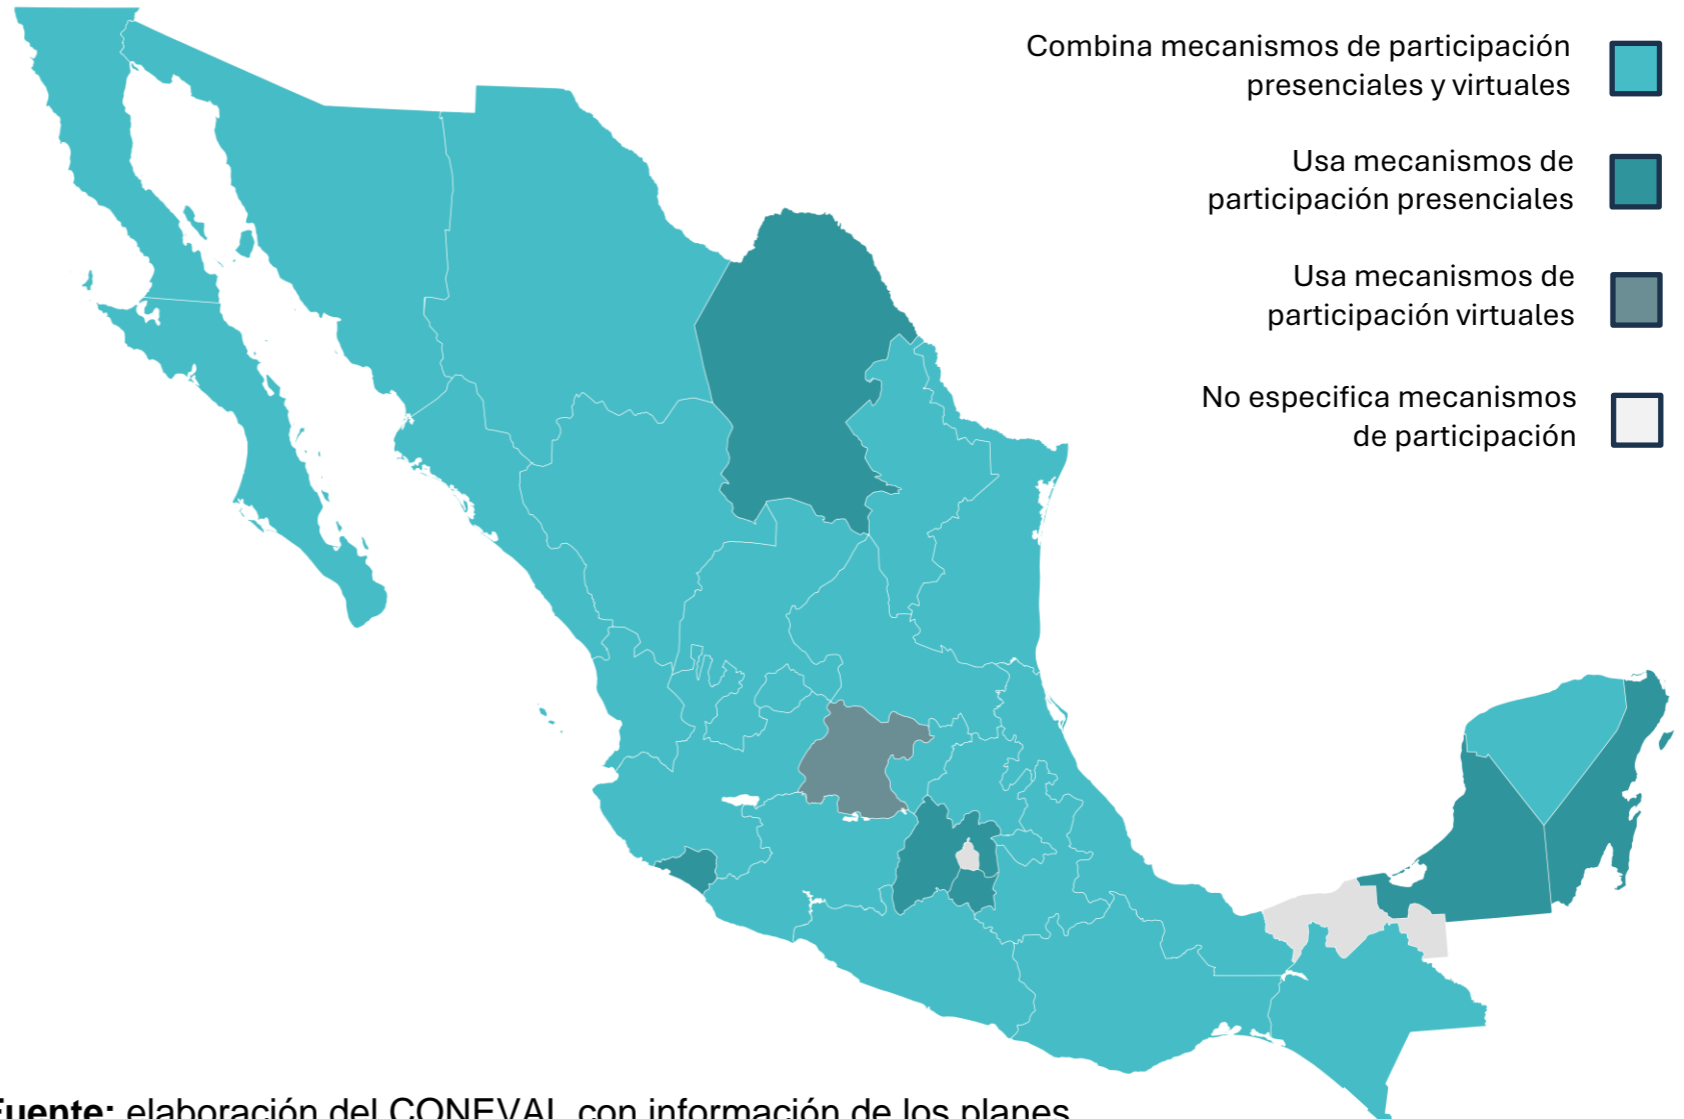 Combina mecanismos de participación
presenciales y virtuales
Usa mecanismos de
participación presenciales
Usa mecanismos de
participación virtuales
No especifica mecanismos
de participación
Fuente: elaboración del CONEVAL con información de los planes